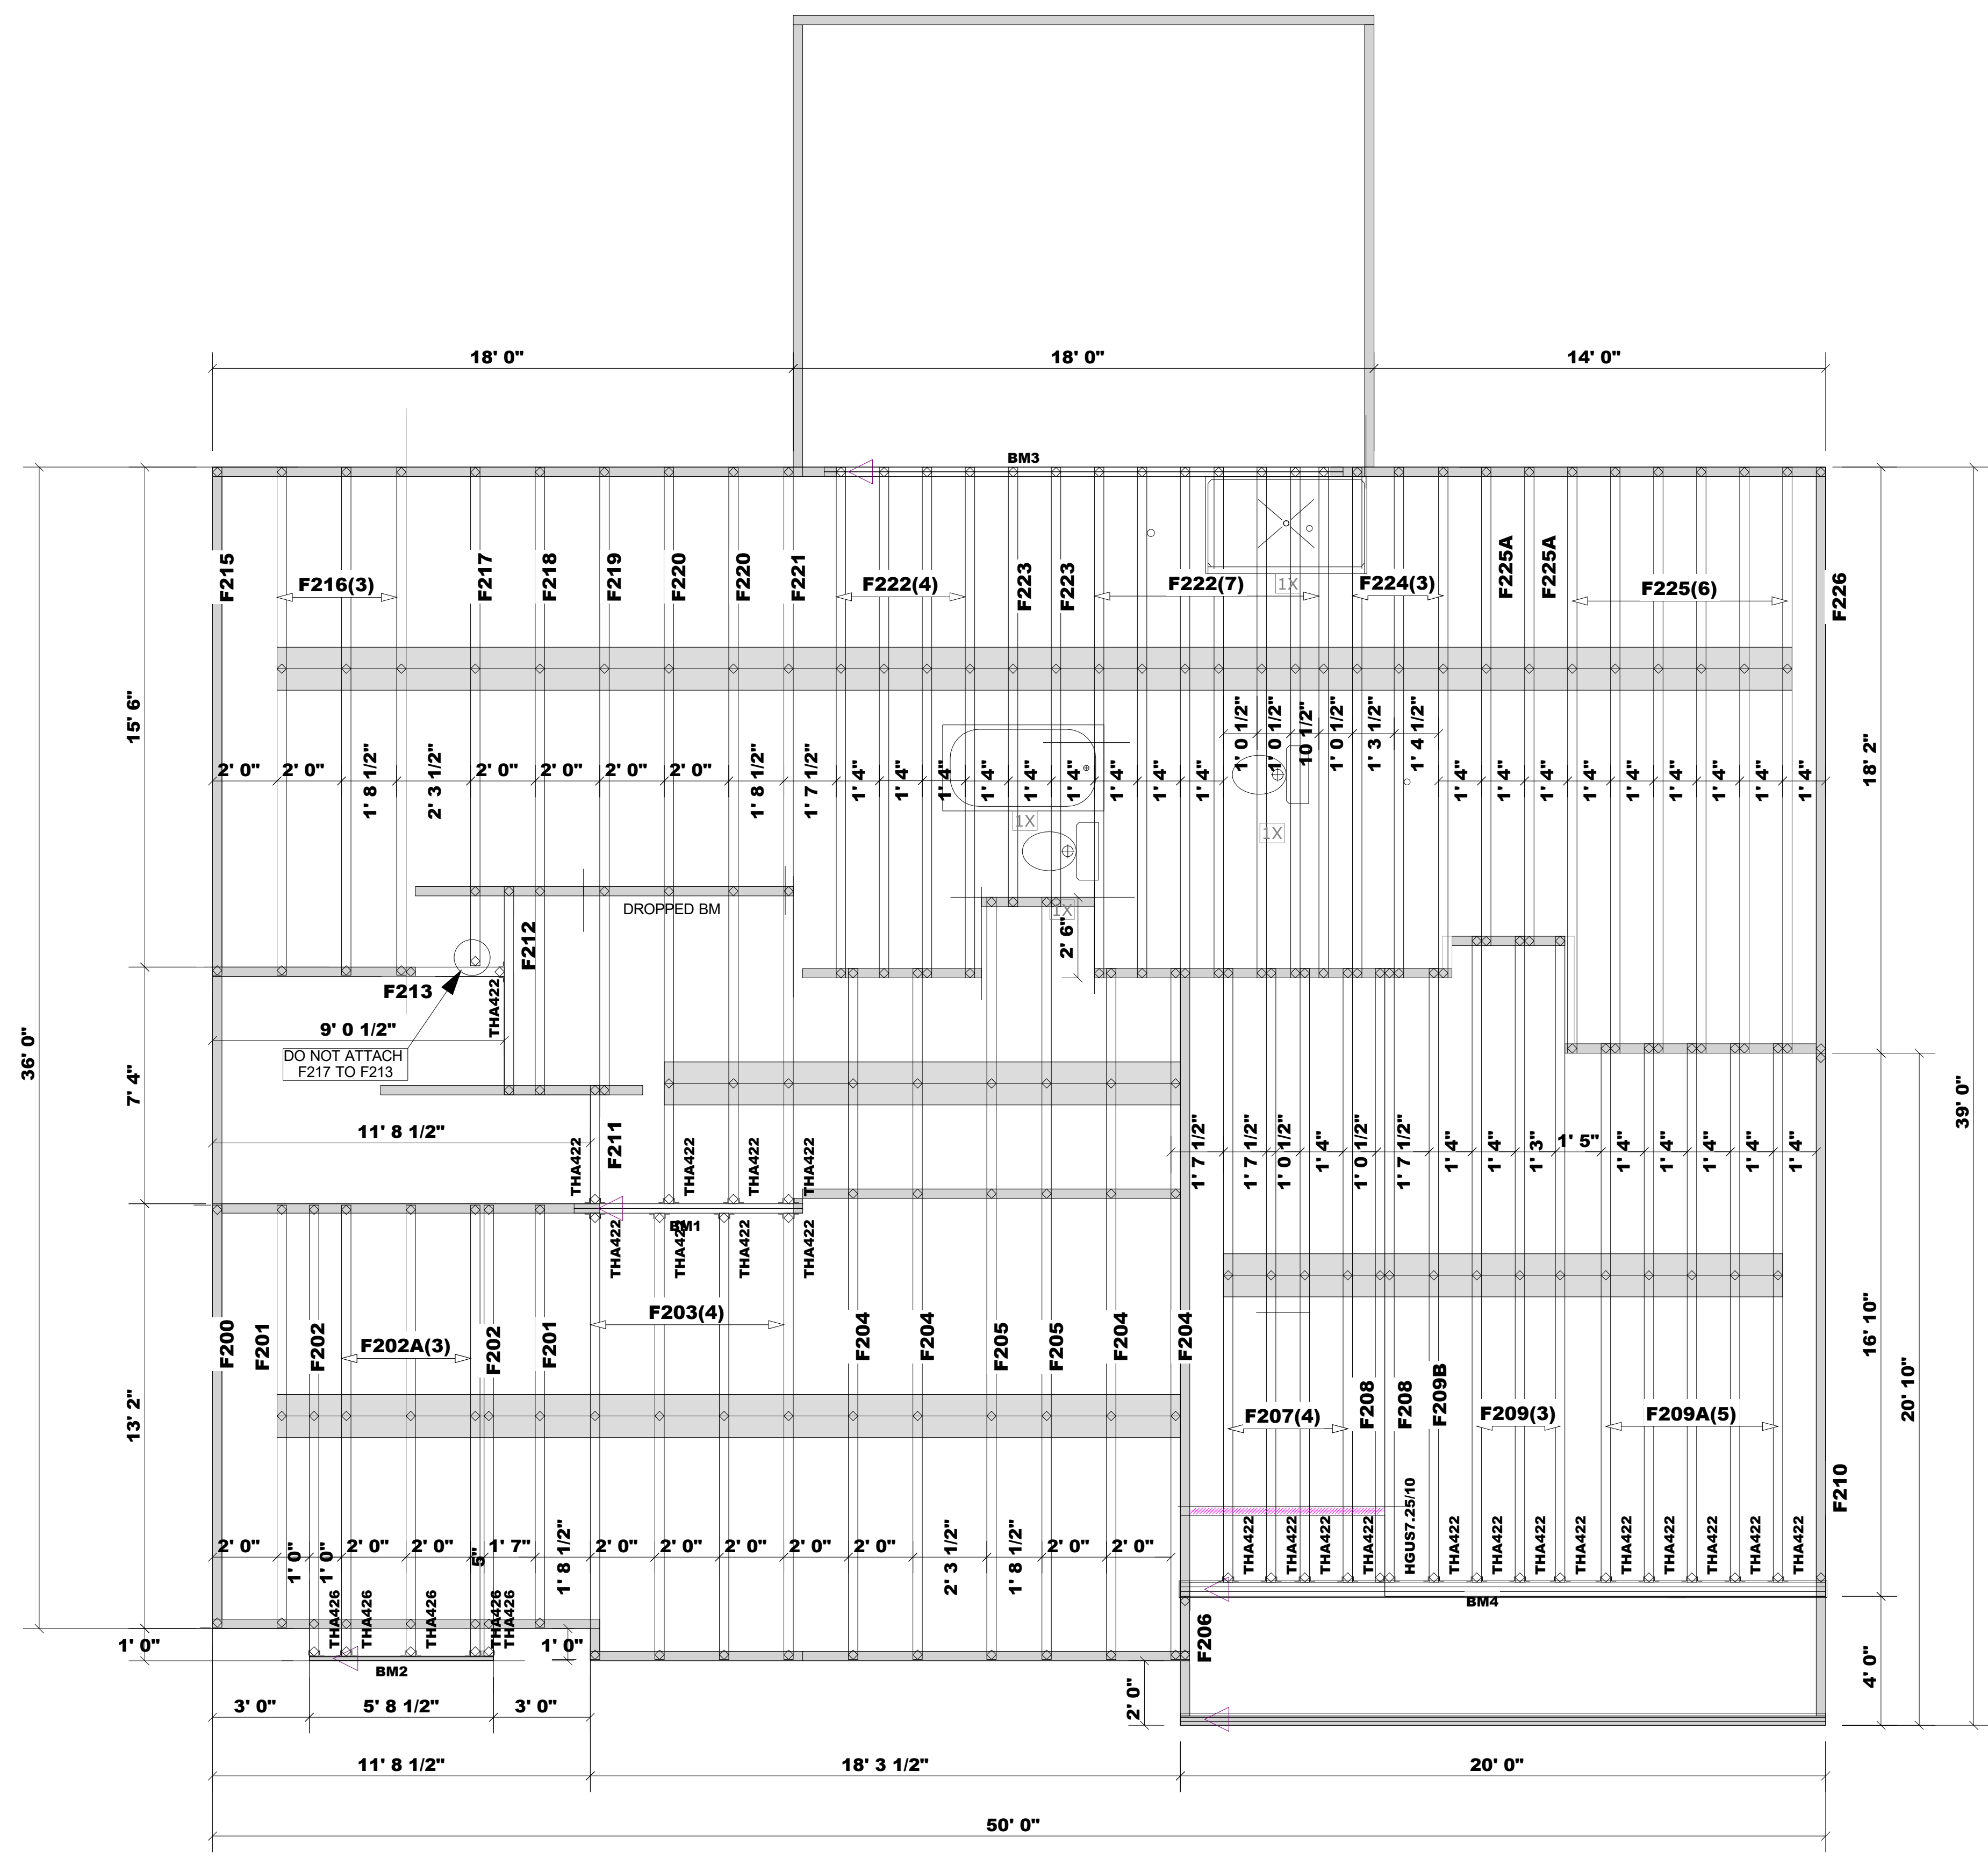 18' 0" 18' 0" 14' 0"
BM3
F215 F216(3) F217 F218 F219 F220 F220 F221 F222(4) F223 F223 F222(7) 1X F224(3) F225A F225A F225(6) F226
15' 6"
1' 0 1/2" 1' 0 1/2" 10 1/2" 1' 0 1/2" 1' 3 1/2" 1' 4 1/2"
2' 0" 2' 0" 1' 8 1/2" 2' 3 1/2" 2' 0" 2' 0" 2' 0" 2' 0" 1' 8 1/2" 1' 7 1/2" 1' 4" 1' 4" 1' 4" 1' 4" 1' 4" 1' 4" 1' 4" 1' 4" 1' 4" 1' 4" 1' 4" 1' 4" 1' 4" 1' 4" 1' 4" 1' 4" 1' 4" 1' 4"
18' 2"
1X 1X
DROPPED BM
1X
2' 6"
F212
F213
THA422
9' 0 1/2"
DO NOT ATTACH
F217 TO F213
36' 0"
7' 4"
39' 0"
11' 8 1/2"
F211
THA422 THA422 THA422 THA422
1' 7 1/2" 1' 7 1/2" 1' 0 1/2" 1' 4" 1' 0 1/2" 1' 7 1/2" 1' 4" 1' 4" 1' 3" 1' 5" 1' 4" 1' 4" 1' 4" 1' 4" 1' 4"
BM1
THA422 THA422 THA422 THA422
F203(4)
F200 F201 F202 F202A(3) F202 F201 F204 F204 F205 F205 F204 F204
16' 10"
20' 10"
13' 2"
F207(4) F208 F208 F209B F209(3) F209A(5)
F210
HGUS7.25/10
THA422 THA422 THA422 THA422 THA422 THA422 THA422 THA422 THA422 THA422 THA422 THA422 THA422
2' 0" 1' 0" 1' 0" 2' 0" 2' 0" 5" 1' 7" 1' 8 1/2" 2' 0" 2' 0" 2' 0" 2' 0" 2' 0" 2' 3 1/2" 1' 8 1/2" 2' 0" 2' 0"
BM4
THA426 THA426 THA426 THA426 THA426
F206
1' 0" 1' 0"
BM2
4' 0"
2' 0"
3' 0" 5' 8 1/2" 3' 0"
11' 8 1/2" 18' 3 1/2" 20' 0"
50' 0"